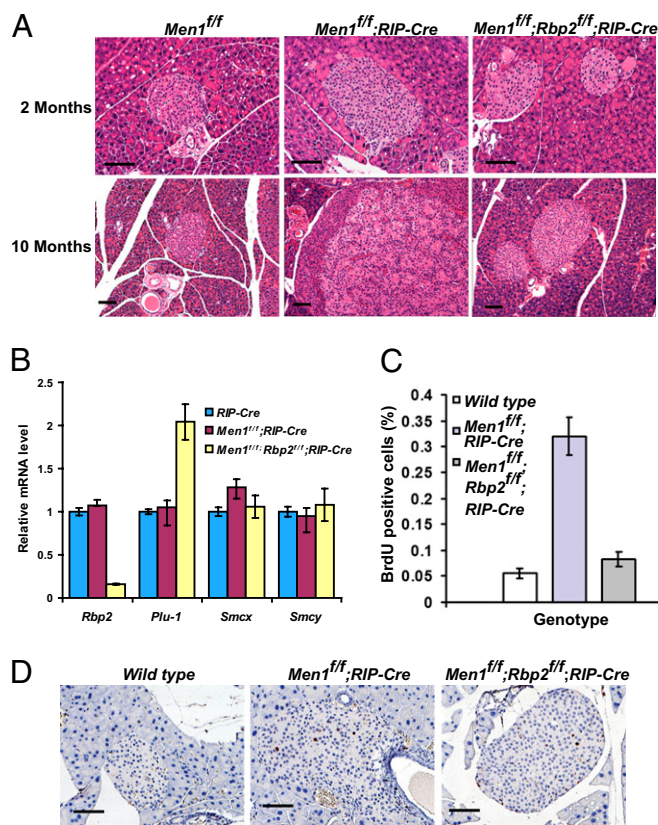 A
Men1f/f
Men1f/f;RIP-Cre
Men1f/f;Rbp2f/f;RIP-Cre
2 Months
10 Months
B
Relative mRNA level
2.5
2
1.5
1
0.5
0
RIP-Cre
Men1f/f;RIP-Cre
Men1f/f;Rbp2f/f;RIP-Cre
Rbp2
Plu-1
Smcx
Smcy
C
BrdU positive cells (%)
0.4
0.35
0.3
0.25
0.2
0.15
0.1
0.05
0
Wild type
Men1f/f;
RIP-Cre
Men1f/f;
Rbp2f/f;
RIP-Cre
Genotype
D
Wild type
Men1f/f;RIP-Cre
Men1f/f;Rbp2f/f;RIP-Cre